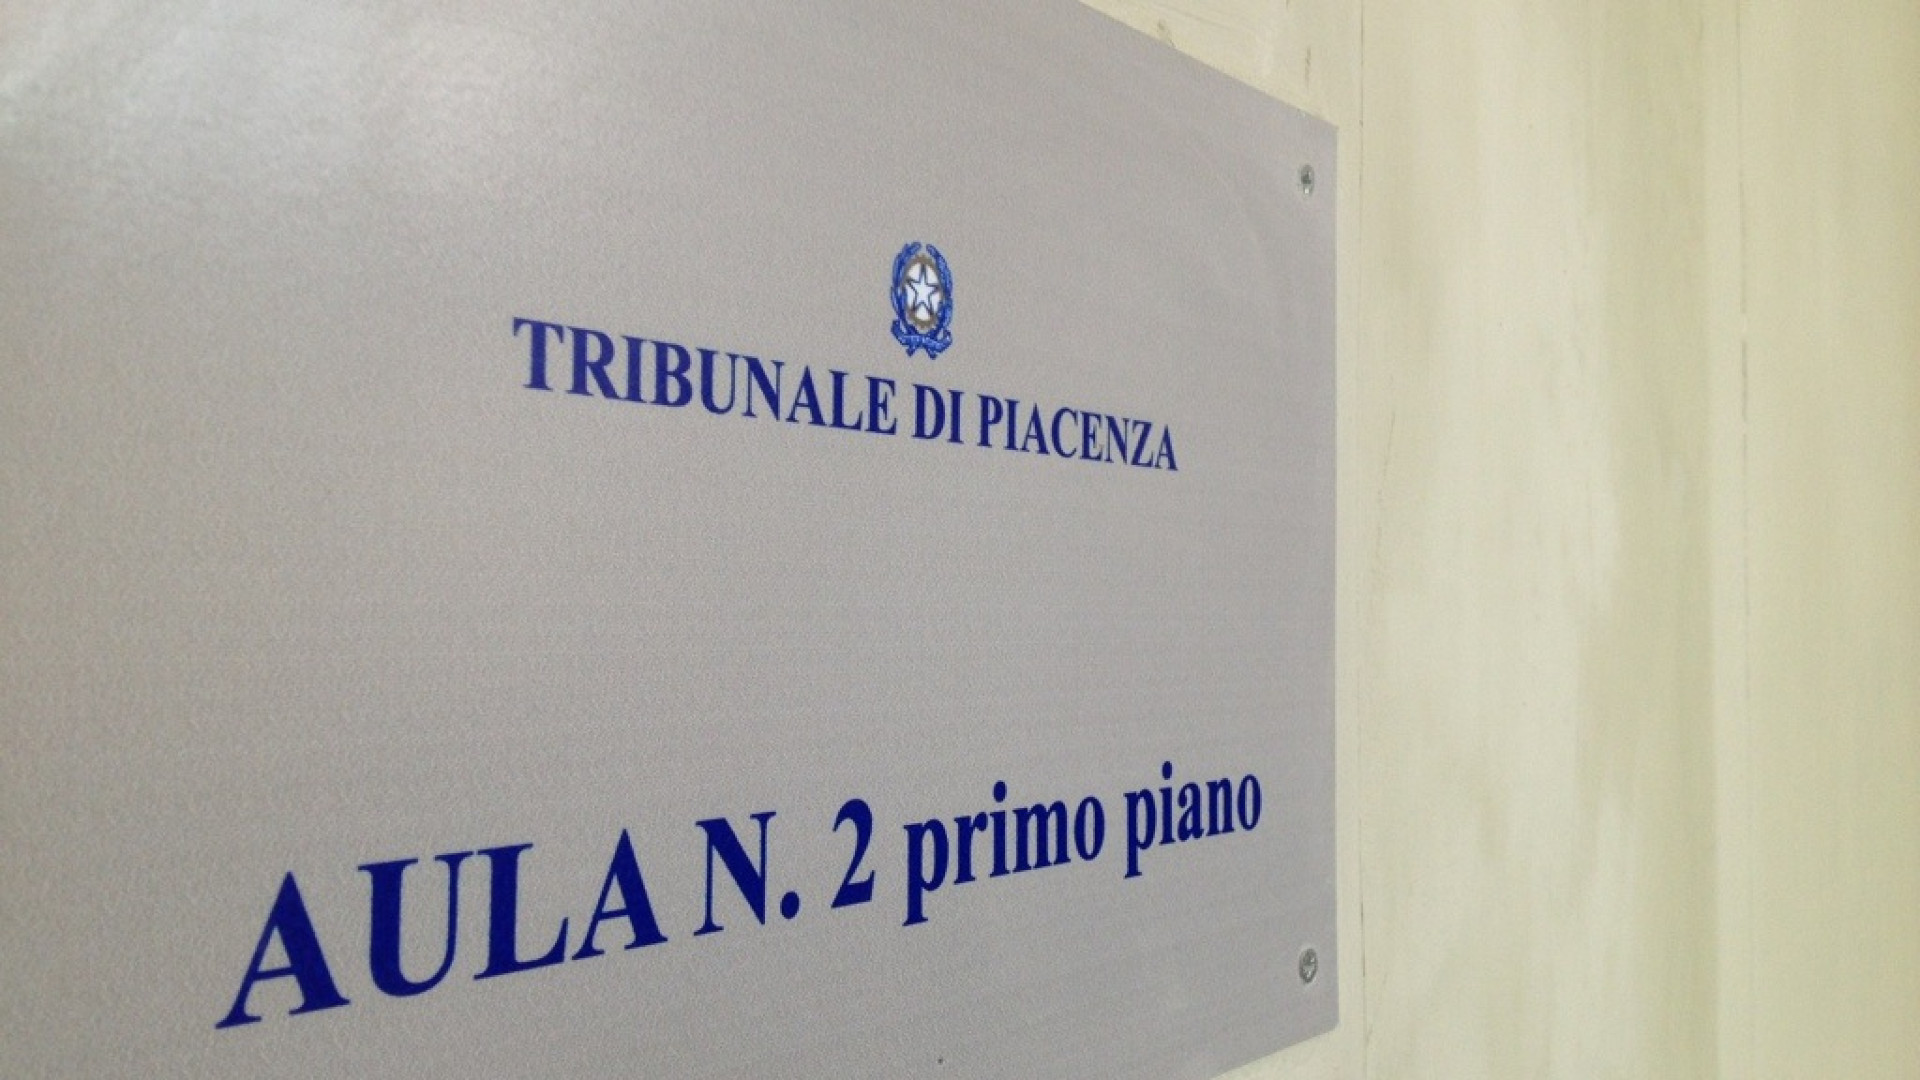 TRIBUNALE DI PIACENZA
AULA N. 2 primo piano